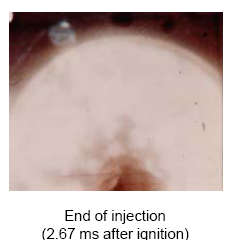 End of injection
(2.67 ms after ignition)